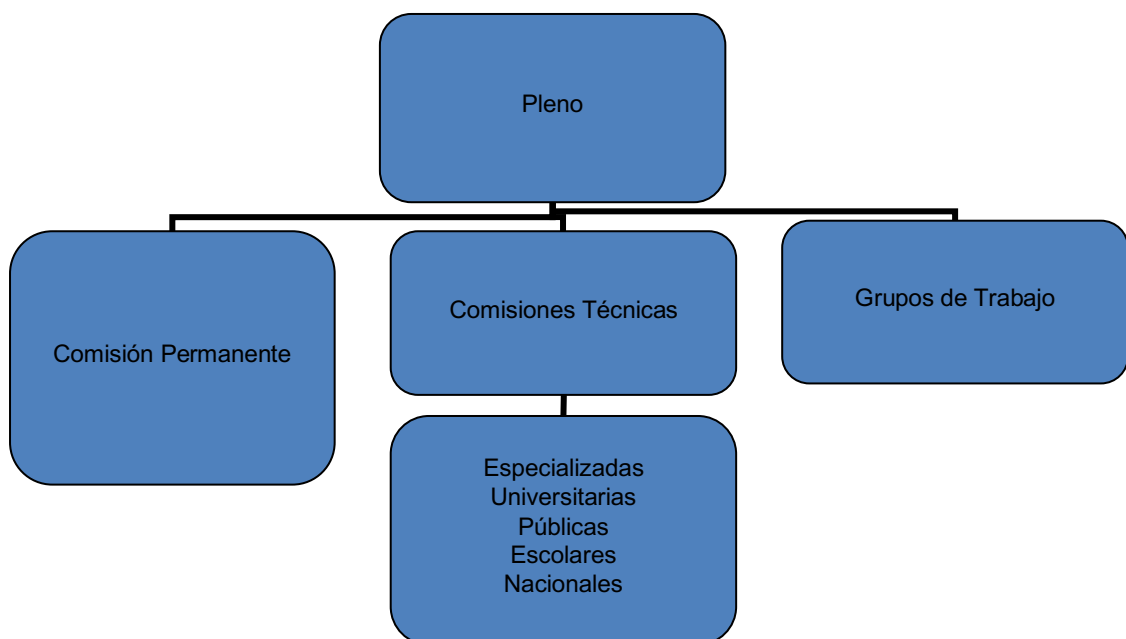 Pleno
Comisión Permanente
Comisiones Técnicas
Grupos de Trabajo
Especializadas
Universitarias
Públicas
Escolares
Nacionales